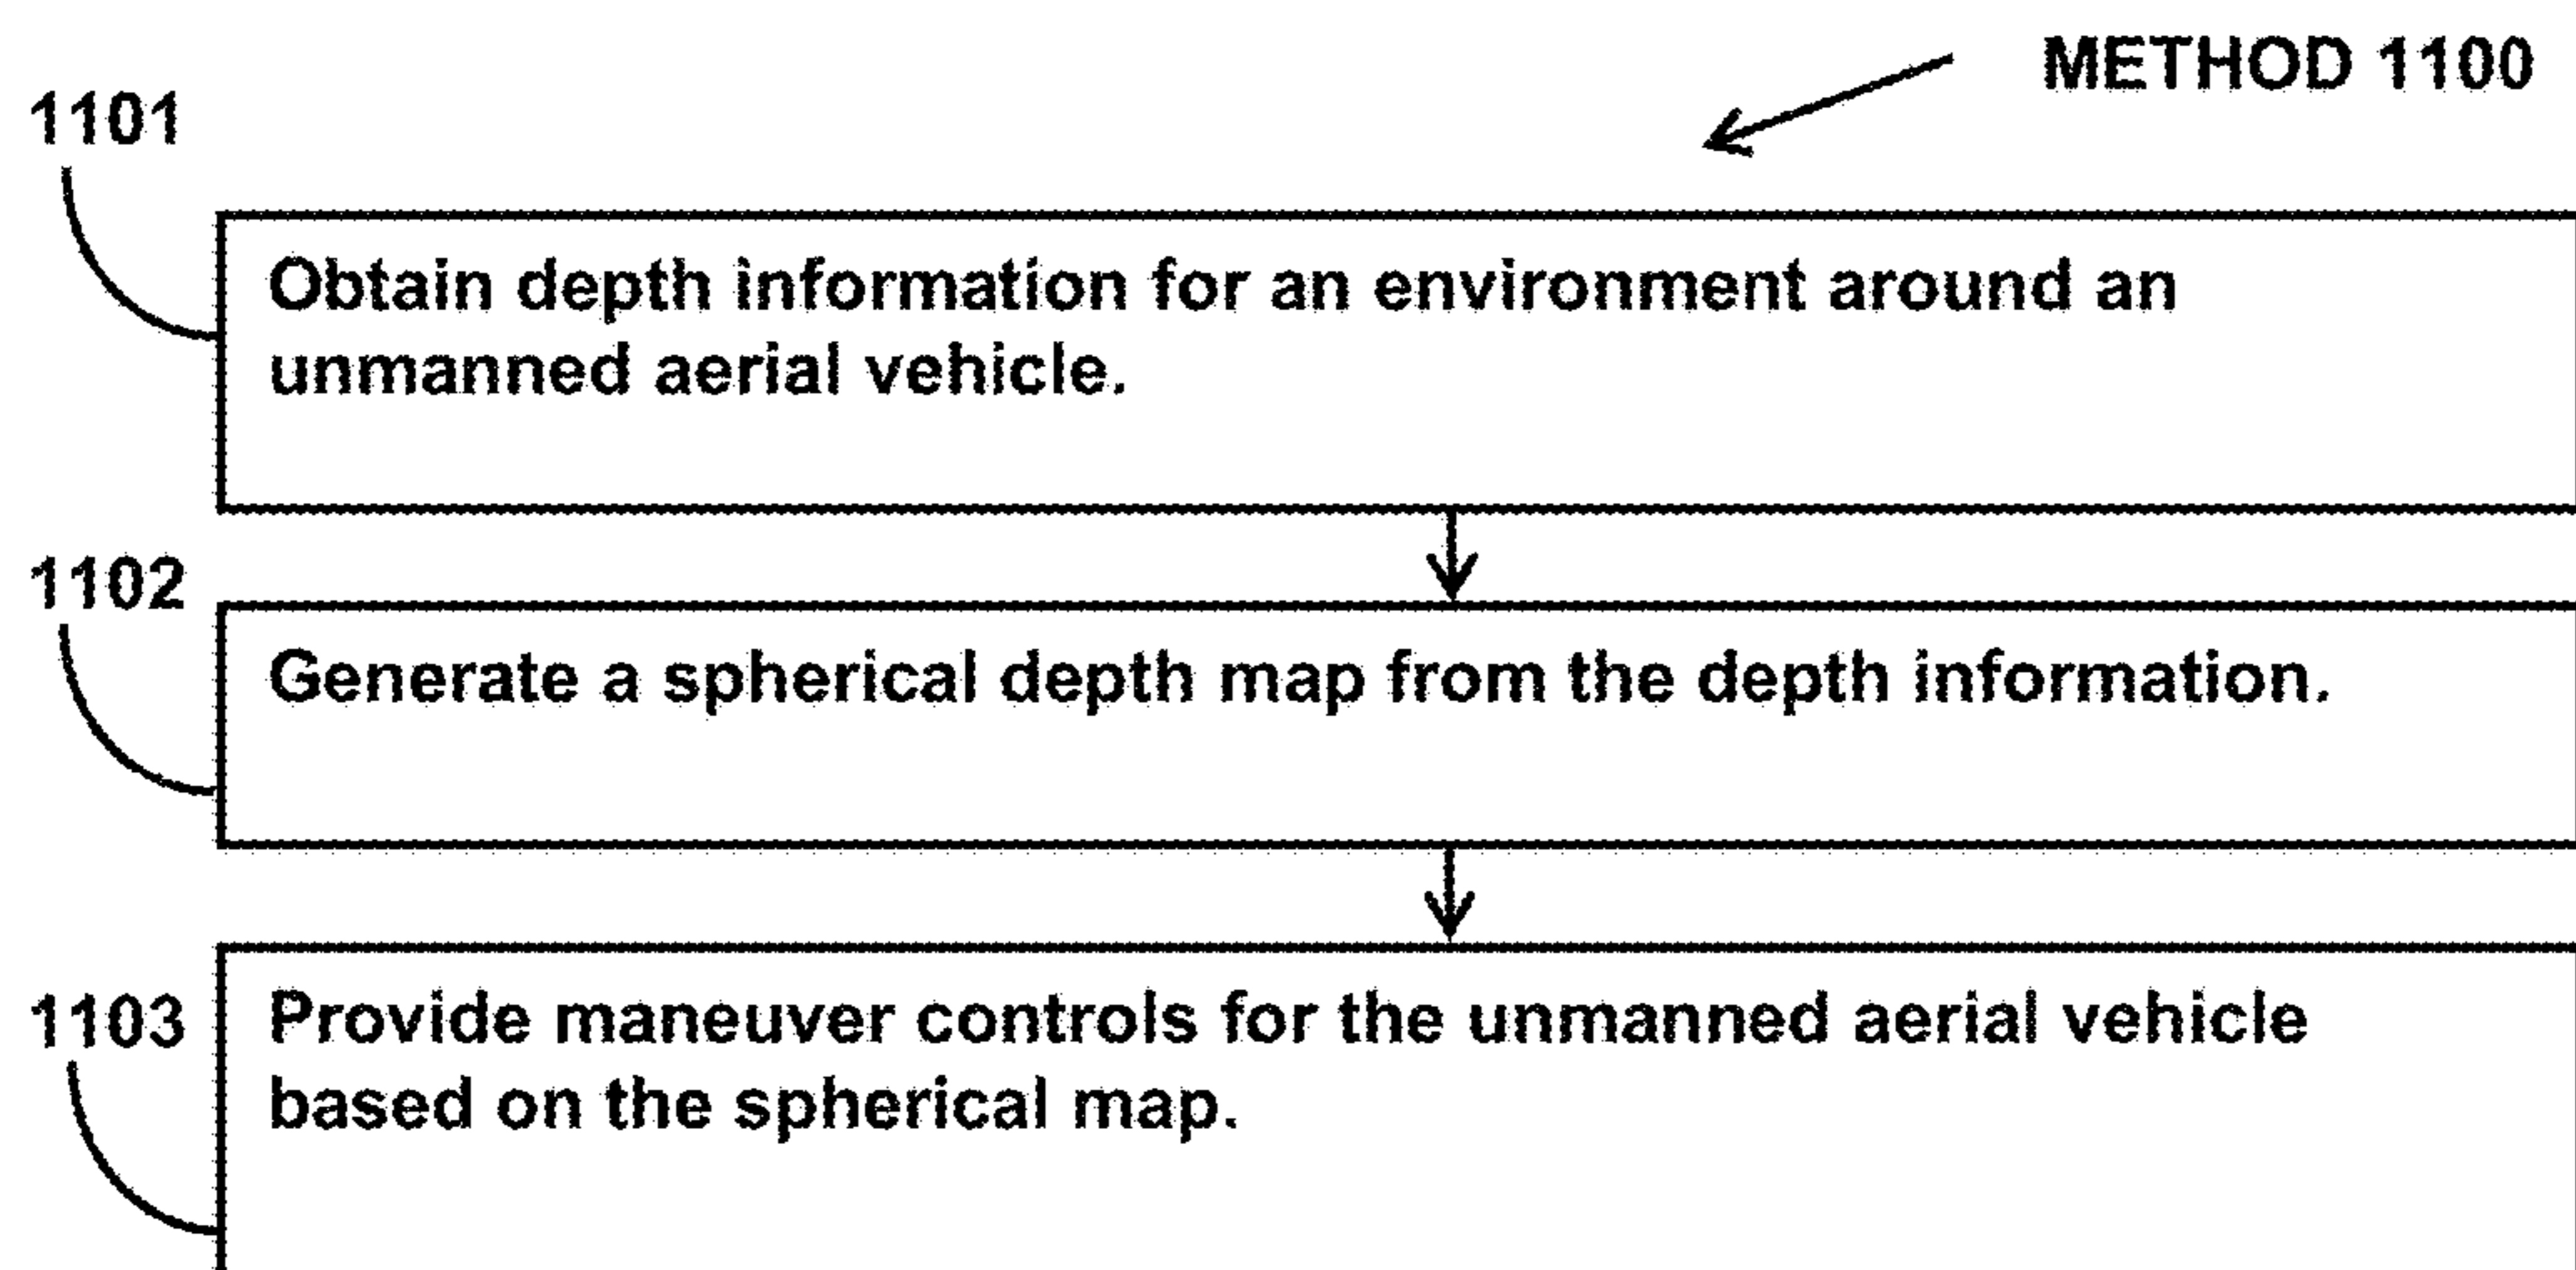 METHOD 1100
1101
Obtain depth information for an environment around an
unmanned aerial vehicle.
1102
Generate a spherical depth map from the depth information.
1103
Provide maneuver controls for the unmanned aerial vehicle
based on the spherical map.